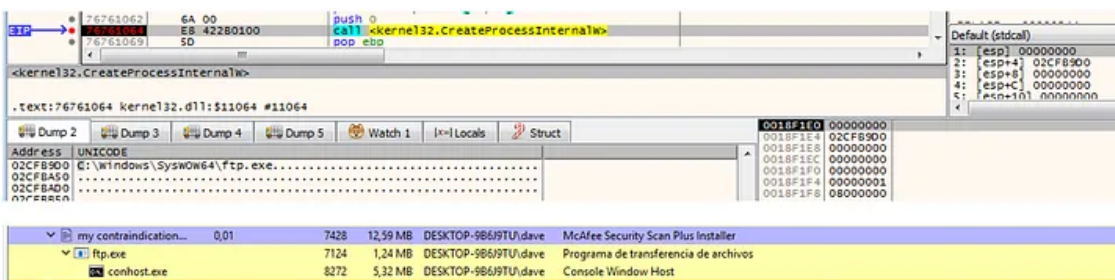 76761062 6A 00 push 0
EIP 76761064 E8 422B0100 call <kernel32.CreateProcessInternalW>
76761069 5D pop ebp
Default (stdcall)
1: [esp] 00000000
2: [esp+4] 02CFB9D0
3: [esp+8] 00000000
4: [esp+C] 00000000
5: [esp+10] 00000000
<kernel32.CreateProcessInternalW>
.text:76761064 kernel32.dll:$11064 #11064
Dump 2 Dump 3 Dump 4 Dump 5 Watch 1 [x=] Locals Struct
Address UNICODE
02CFB9D0 C:\Windows\SysWOW64\ftp.exe.................................
02CFBA50 ................................................................
02CFBAD0 ................................................................
02CFBB50
0018F1E0 00000000
0018F1E4 02CFB9D0
0018F1E8 00000000
0018F1EC 00000000
0018F1F0 00000000
0018F1F4 00000001
0018F1F8 08000000
my contraindication... 0,01 7428 12,59 MB DESKTOP-9B6J9TU\dave McAfee Security Scan Plus Installer
ftp.exe 7124 1,24 MB DESKTOP-9B6J9TU\dave Programa de transferencia de archivos
conhost.exe 8272 5,32 MB DESKTOP-9B6J9TU\dave Console Window Host